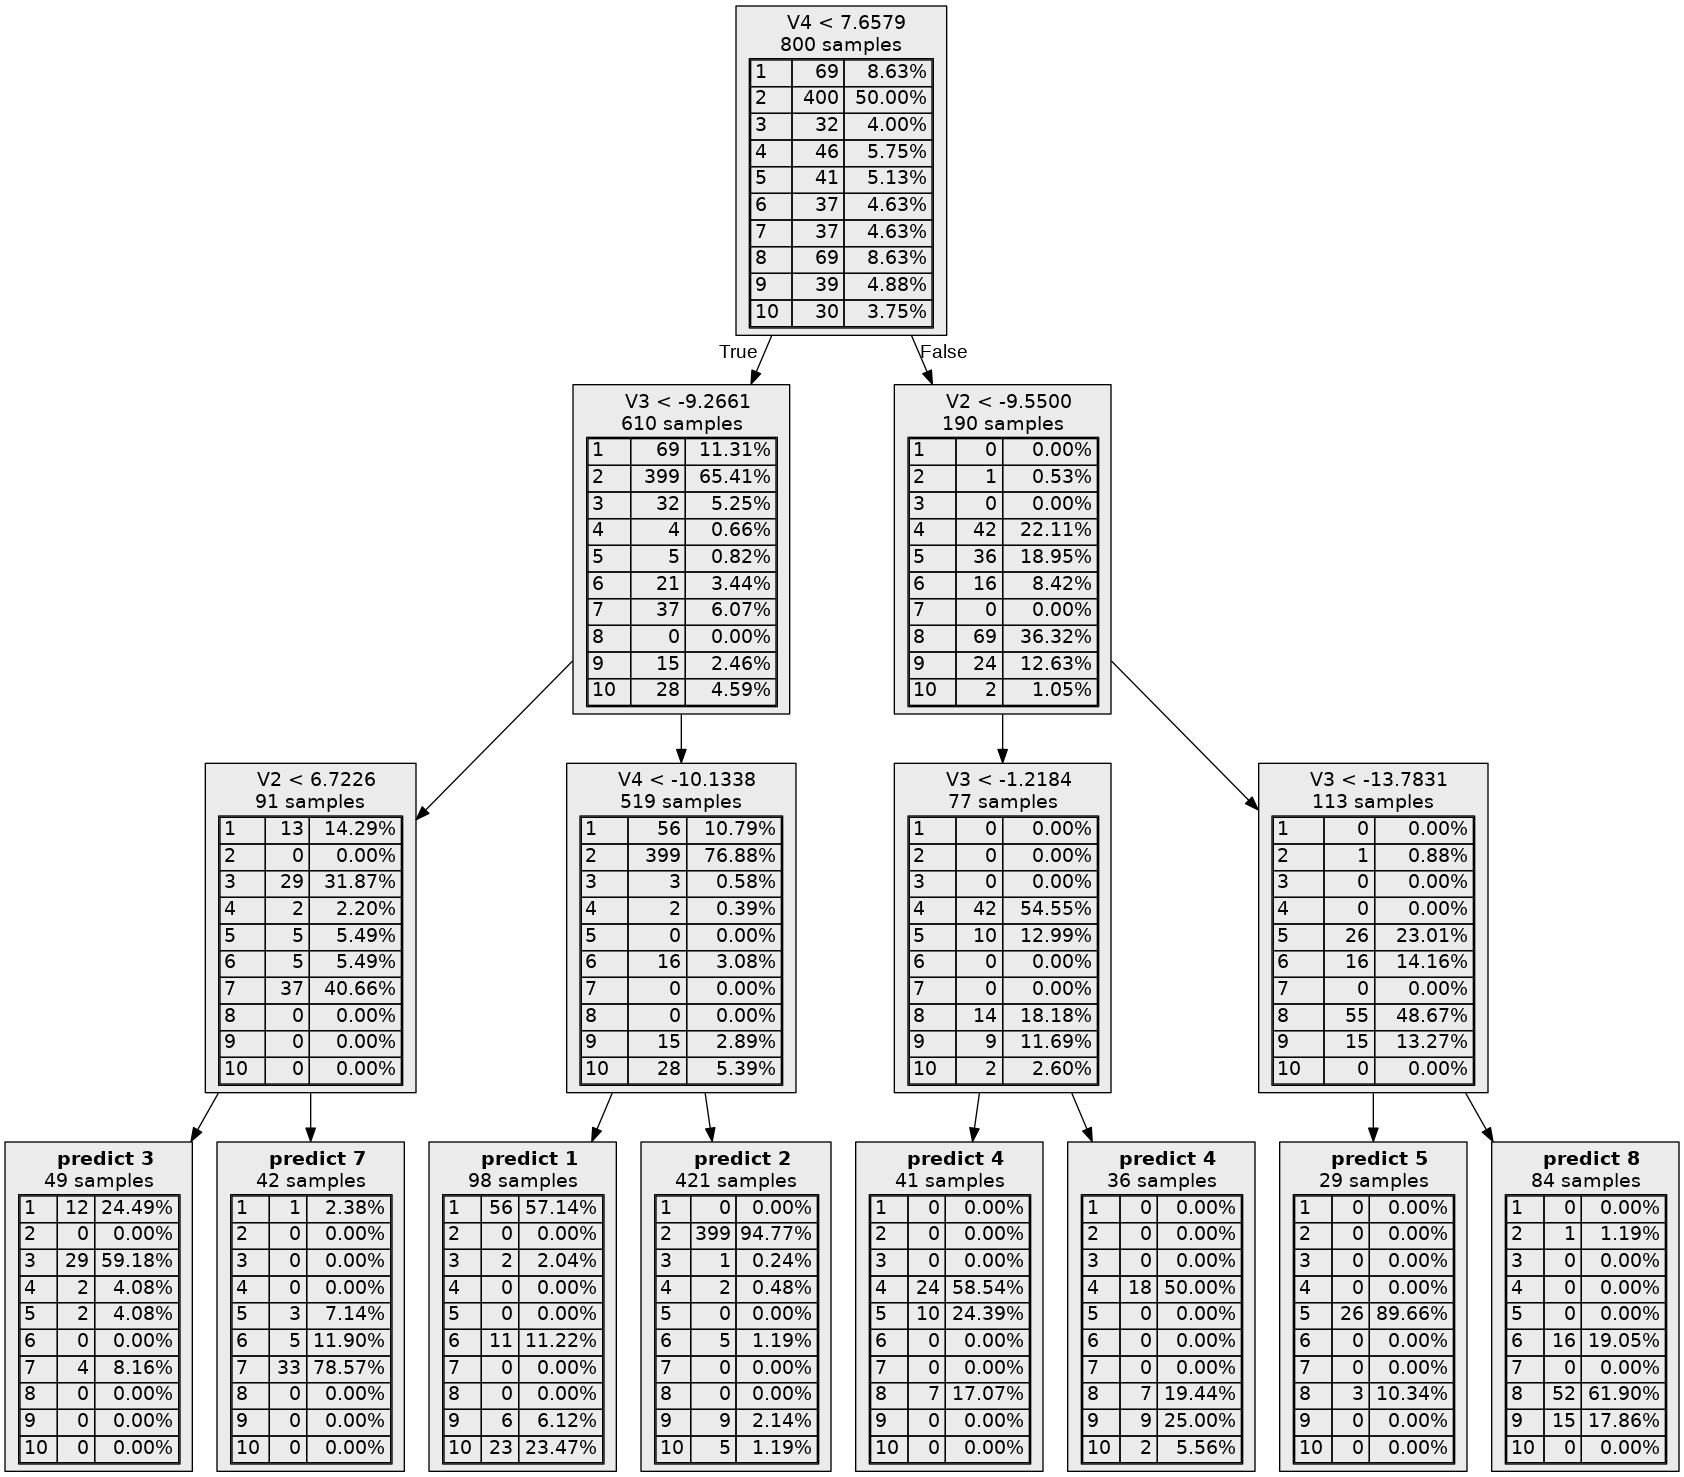 V4 < 7.6579
800 samples
1 69 8.63%
2 400 50.00%
3 32 4.00%
4 46 5.75%
5 41 5.13%
6 37 4.63%
7 37 4.63%
8 69 8.63%
9 39 4.88%
10 30 3.75%
True
False
V3 < -9.2661
610 samples
1 69 11.31%
2 399 65.41%
3 32 5.25%
4 4 0.66%
5 5 0.82%
6 21 3.44%
7 37 6.07%
8 0 0.00%
9 15 2.46%
10 28 4.59%
V2 < -9.5500
190 samples
1 0 0.00%
2 1 0.53%
3 0 0.00%
4 42 22.11%
5 36 18.95%
6 16 8.42%
7 0 0.00%
8 69 36.32%
9 24 12.63%
10 2 1.05%
V2 < 6.7226
91 samples
1 13 14.29%
2 0 0.00%
3 29 31.87%
4 2 2.20%
5 5 5.49%
6 5 5.49%
7 37 40.66%
8 0 0.00%
9 0 0.00%
10 0 0.00%
V4 < -10.1338
519 samples
1 56 10.79%
2 399 76.88%
3 3 0.58%
4 2 0.39%
5 0 0.00%
6 16 3.08%
7 0 0.00%
8 0 0.00%
9 15 2.89%
10 28 5.39%
V3 < -1.2184
77 samples
1 0 0.00%
2 0 0.00%
3 0 0.00%
4 42 54.55%
5 10 12.99%
6 0 0.00%
7 0 0.00%
8 14 18.18%
9 9 11.69%
10 2 2.60%
V3 < -13.7831
113 samples
1 0 0.00%
2 1 0.88%
3 0 0.00%
4 0 0.00%
5 26 23.01%
6 16 14.16%
7 0 0.00%
8 55 48.67%
9 15 13.27%
10 0 0.00%
predict 3
49 samples
1 12 24.49%
2 0 0.00%
3 29 59.18%
4 2 4.08%
5 2 4.08%
6 0 0.00%
7 4 8.16%
8 0 0.00%
9 0 0.00%
10 0 0.00%
predict 7
42 samples
1 1 2.38%
2 0 0.00%
3 0 0.00%
4 0 0.00%
5 3 7.14%
6 5 11.90%
7 33 78.57%
8 0 0.00%
9 0 0.00%
10 0 0.00%
predict 1
98 samples
1 56 57.14%
2 0 0.00%
3 2 2.04%
4 0 0.00%
5 0 0.00%
6 11 11.22%
7 0 0.00%
8 0 0.00%
9 6 6.12%
10 23 23.47%
predict 2
421 samples
1 0 0.00%
2 399 94.77%
3 1 0.24%
4 2 0.48%
5 0 0.00%
6 5 1.19%
7 0 0.00%
8 0 0.00%
9 9 2.14%
10 5 1.19%
predict 4
41 samples
1 0 0.00%
2 0 0.00%
3 0 0.00%
4 24 58.54%
5 10 24.39%
6 0 0.00%
7 0 0.00%
8 7 17.07%
9 0 0.00%
10 0 0.00%
predict 4
36 samples
1 0 0.00%
2 0 0.00%
3 0 0.00%
4 18 50.00%
5 0 0.00%
6 0 0.00%
7 0 0.00%
8 7 19.44%
9 9 25.00%
10 2 5.56%
predict 5
29 samples
1 0 0.00%
2 0 0.00%
3 0 0.00%
4 0 0.00%
5 26 89.66%
6 0 0.00%
7 0 0.00%
8 3 10.34%
9 0 0.00%
10 0 0.00%
predict 8
84 samples
1 0 0.00%
2 1 1.19%
3 0 0.00%
4 0 0.00%
5 0 0.00%
6 16 19.05%
7 0 0.00%
8 52 61.90%
9 15 17.86%
10 0 0.00%